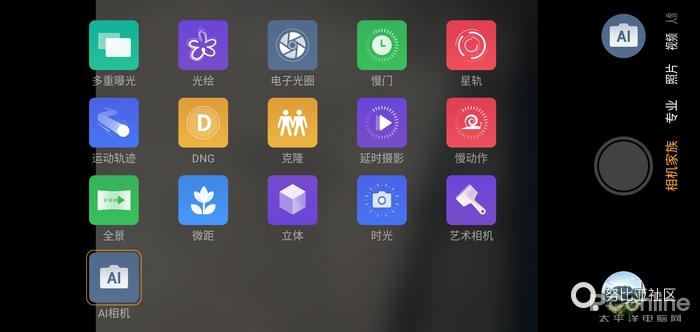 多重曝光 光绘 电子光圈 慢门 星轨
D
运动轨迹 DNG 克隆 延时摄影 慢动作
全景 微距 立体 时光 艺术相机
AI
AI相机
AI
人像
视频
照片
专业
相机家族
努比亚社区
PConline
太平洋电脑网